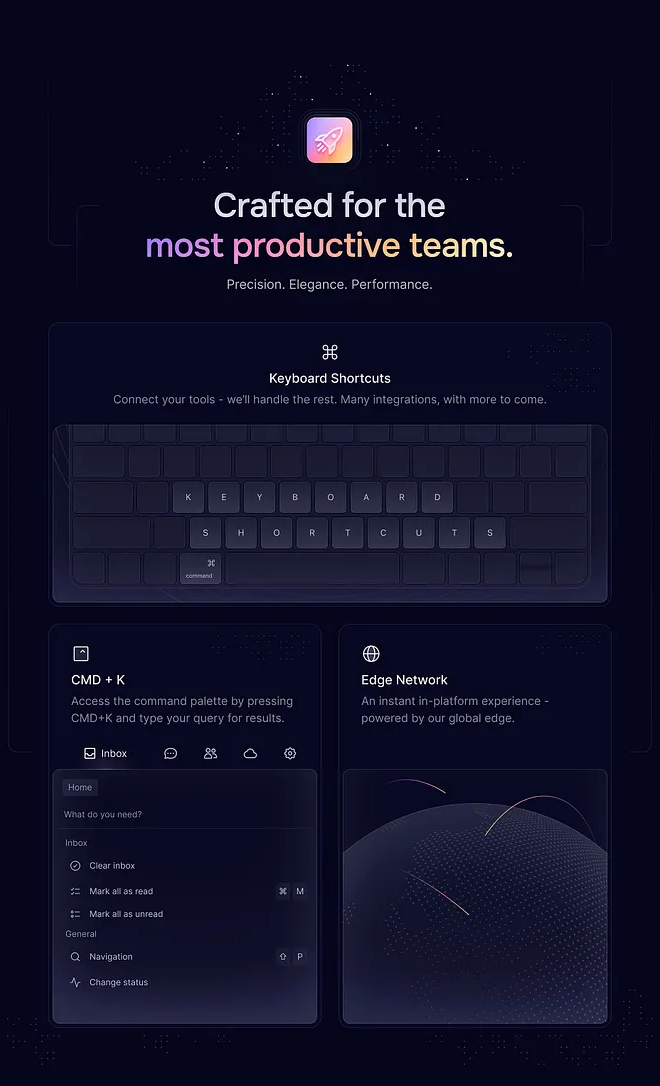 Crafted for the
most productive teams.
Precision. Elegance. Performance.
⌘
Keyboard Shortcuts
Connect your tools - we'll handle the rest. Many integrations, with more to come.
K E Y B O A R D
S H O R T C U T S
⌘
command
CMD + K
Access the command palette by pressing
CMD+K and type your query for results.
Inbox
Home
What do you need?
Inbox
Clear inbox
Mark all as read ⌘ M
Mark all as unread
General
Navigation ⇧ P
Change status
Edge Network
An instant in-platform experience -
powered by our global edge.